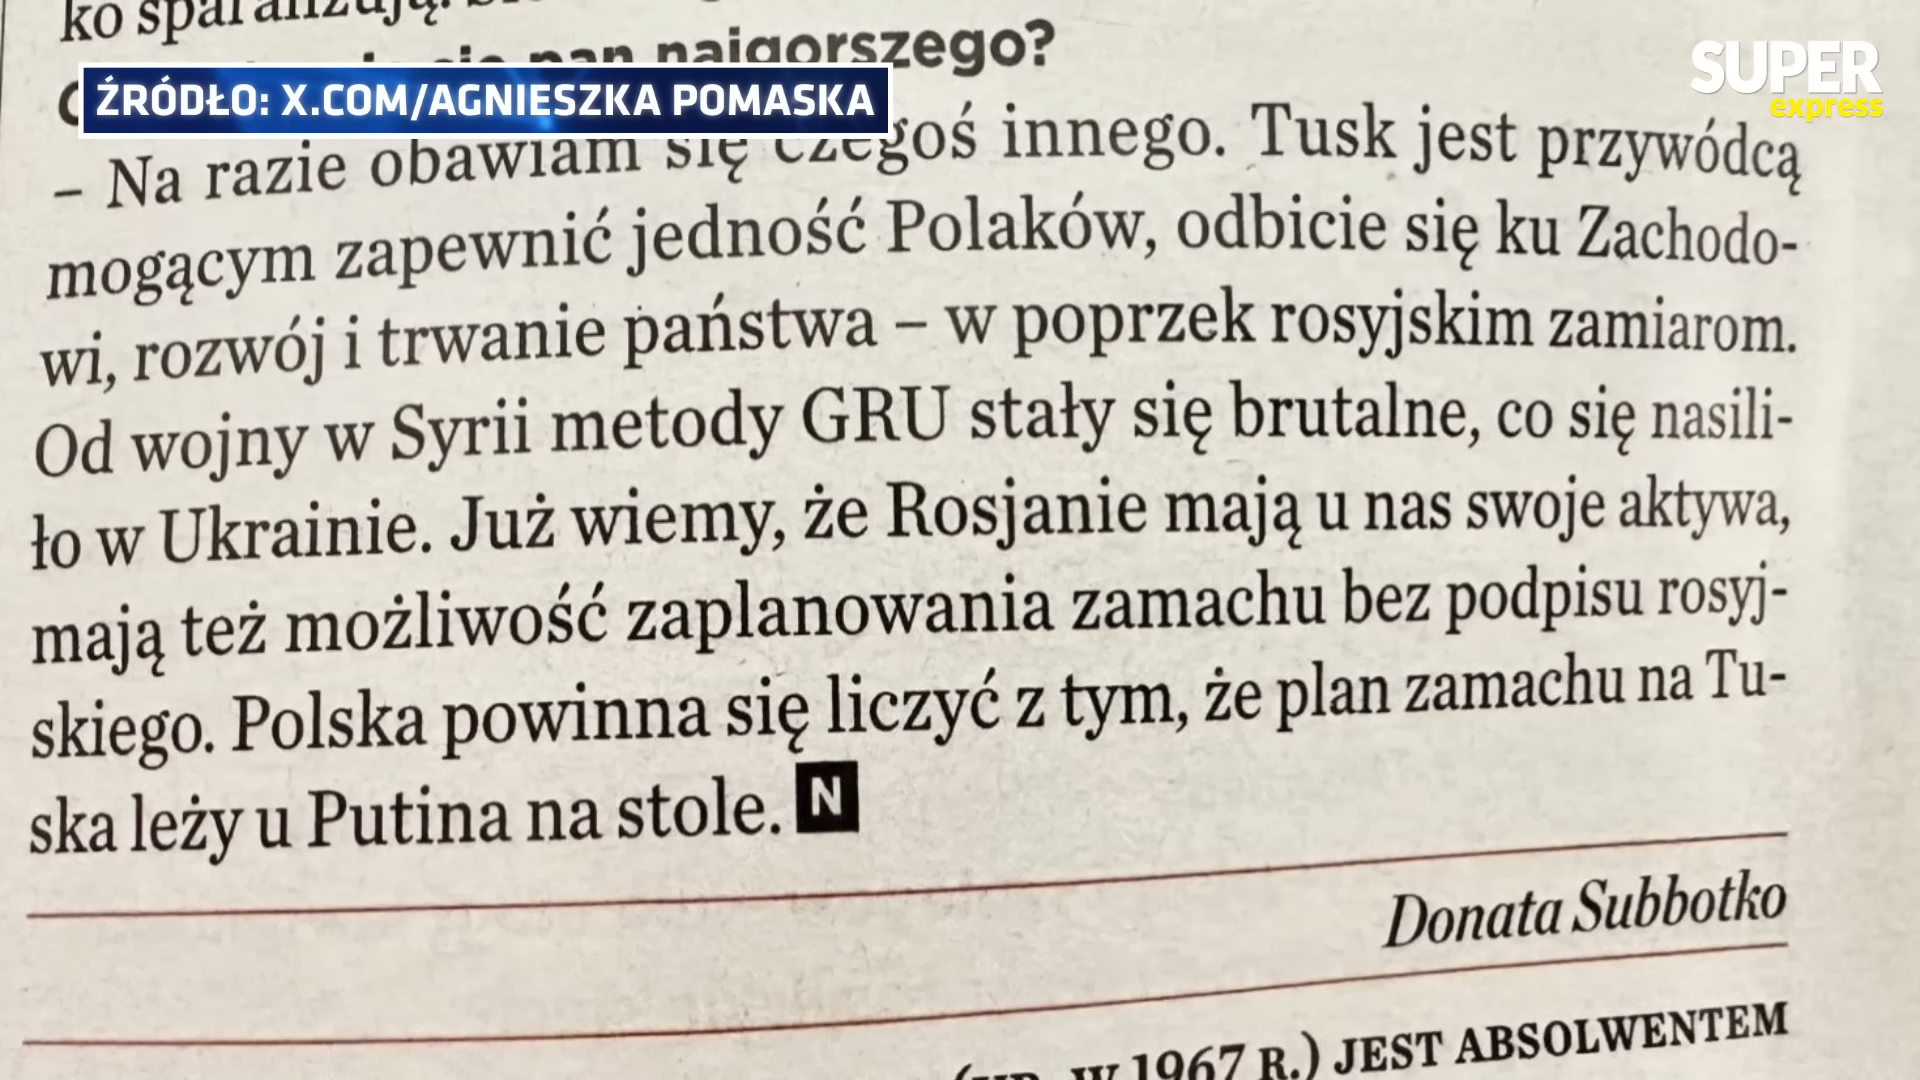 ko sparaliżują.
się pan najgorszego?
ŹRÓDŁO: X.COM/AGNIESZKA POMASKA
SUPER
express
– Na razie obawiam się czegoś innego. Tusk jest przywódcą
mogącym zapewnić jedność Polaków, odbicie się ku Zachodo-
wi, rozwój i trwanie państwa – w poprzek rosyjskim zamiarom.
Od wojny w Syrii metody GRU stały się brutalne, co się nasili-
ło w Ukrainie. Już wiemy, że Rosjanie mają u nas swoje aktywa,
mają też możliwość zaplanowania zamachu bez podpisu rosyj-
skiego. Polska powinna się liczyć z tym, że plan zamachu na Tu-
ska leży u Putina na stole. N
Donata Subbotko
(UR. W 1967 R.) JEST ABSOLWENTEM